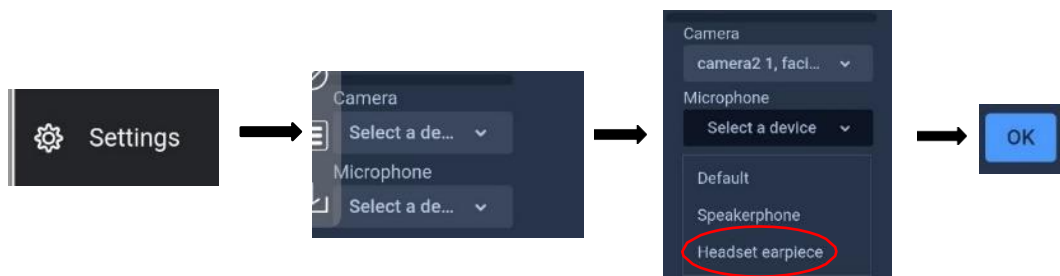 Settings
Camera
Select a de...
Microphone
Select a de...
Camera
camera2 1, faci...
Microphone
Select a device
Default
Speakerphone
Headset earpiece
OK